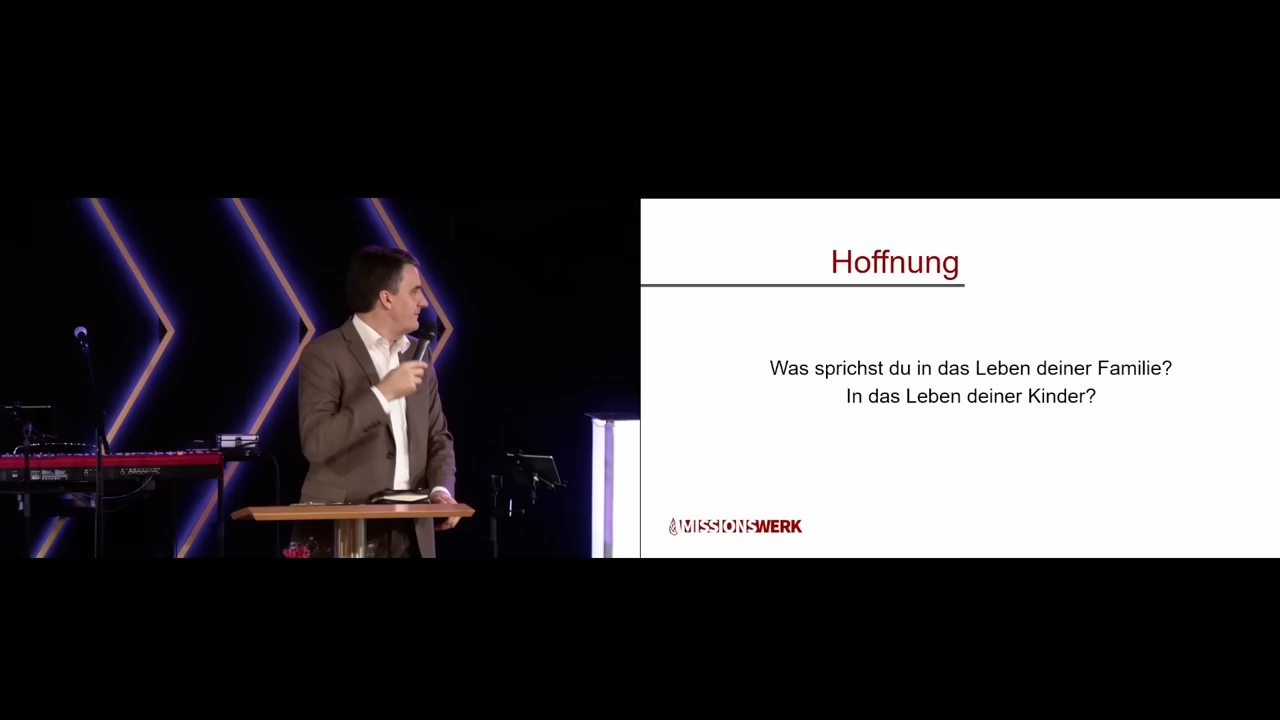 Hoffnung
Was sprichst du in das Leben deiner Familie?
In das Leben deiner Kinder?
MISSIONSWERK